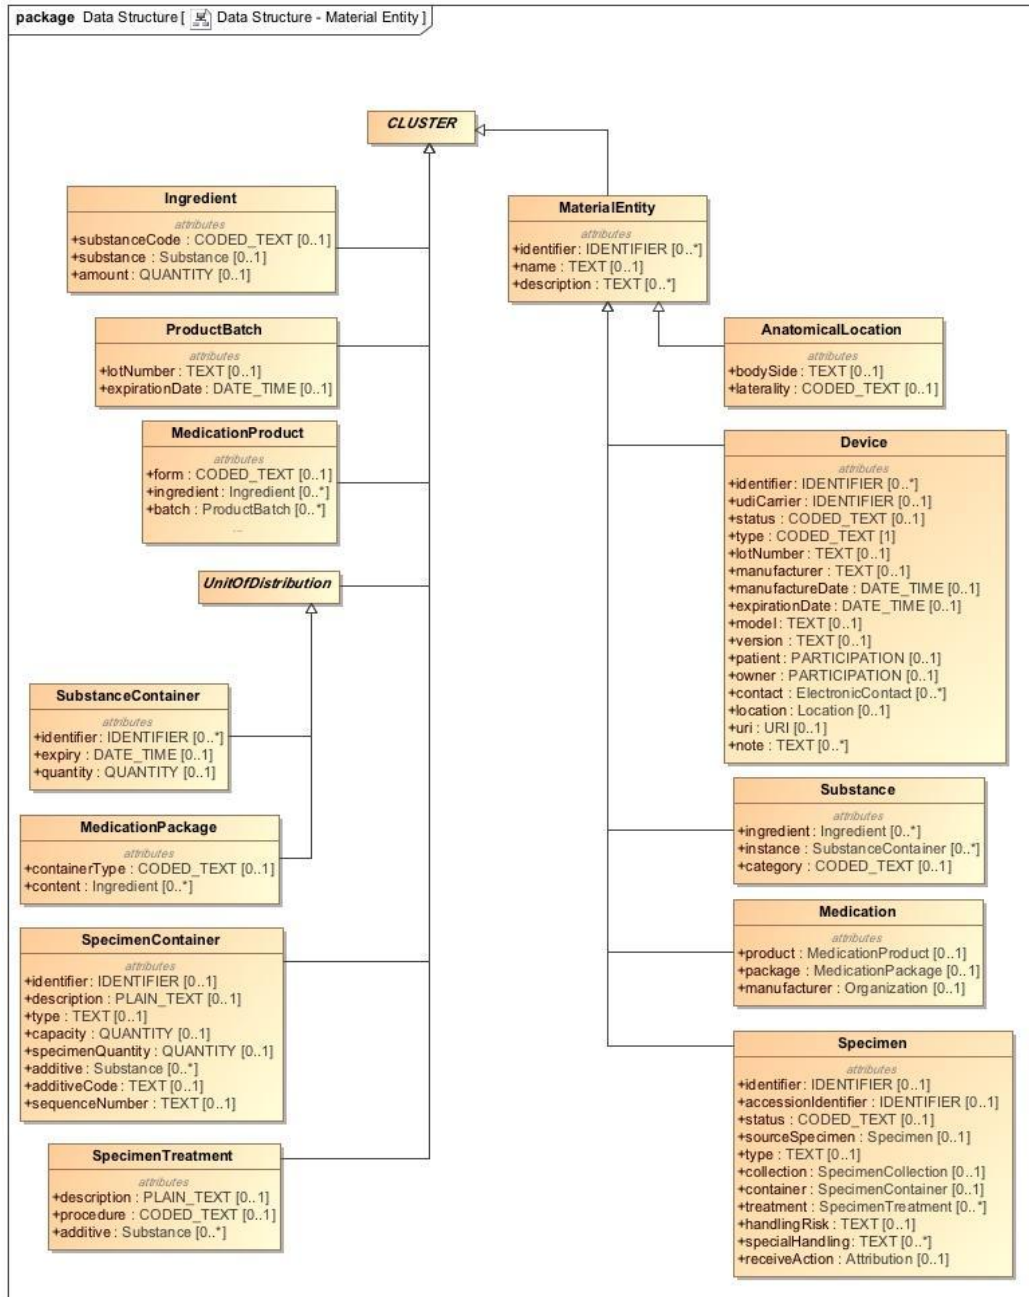 package Data Structure [ Data Structure - Material Entity ]
CLUSTER
Ingredient
attributes
+substanceCode : CODED_TEXT [0..1]
+substance : Substance [0..1]
+amount : QUANTITY [0..1]
MaterialEntity
attributes
+identifier: IDENTIFIER [0..*]
+name : TEXT [0..1]
+description : TEXT [0..*]
ProductBatch
attributes
+lotNumber : TEXT [0..1]
+expirationDate : DATE_TIME [0..1]
AnatomicalLocation
attributes
+bodySide : TEXT [0..1]
+laterality : CODED_TEXT [0..1]
MedicationProduct
attributes
+form : CODED_TEXT [0..1]
+ingredient : Ingredient [0..*]
+batch : ProductBatch [0..*]
...
Device
attributes
+identifier : IDENTIFIER [0..*]
+udiCarrier : IDENTIFIER [0..1]
+status : CODED_TEXT [0..1]
+type : CODED_TEXT [1]
+lotNumber : TEXT [0..1]
+manufacturer : TEXT [0..1]
+manufactureDate : DATE_TIME [0..1]
+expirationDate : DATE_TIME [0..1]
+model : TEXT [0..1]
+version : TEXT [0..1]
+patient : PARTICIPATION [0..1]
+owner : PARTICIPATION [0..1]
+contact : ElectronicContact [0..*]
+location : Location [0..1]
+uri : URI [0..1]
+note : TEXT [0..*]
UnitOfDistribution
SubstanceContainer
attributes
+identifier : IDENTIFIER [0..*]
+expiry : DATE_TIME [0..1]
+quantity : QUANTITY [0..1]
Substance
attributes
+ingredient : Ingredient [0..*]
+instance : SubstanceContainer [0..*]
+category : CODED_TEXT [0..1]
MedicationPackage
attributes
+containerType : CODED_TEXT [0..1]
+content : Ingredient [0..*]
Medication
attributes
+product : MedicationProduct [0..1]
+package : MedicationPackage [0..1]
+manufacturer : Organization [0..1]
SpecimenContainer
attributes
+identifier: IDENTIFIER [0..1]
+description : PLAIN_TEXT [0..1]
+type : TEXT [0..1]
+capacity : QUANTITY [0..1]
+specimenQuantity : QUANTITY [0..1]
+additive : Substance [0..*]
+additiveCode : TEXT [0..1]
+sequenceNumber : TEXT [0..1]
Specimen
attributes
+identifier: IDENTIFIER [0..1]
+accessionIdentifier : IDENTIFIER [0..1]
+status : CODED_TEXT [0..1]
+sourceSpecimen : Specimen [0..1]
+type : TEXT [0..1]
+collection : SpecimenCollection [0..1]
+container : SpecimenContainer [0..1]
+treatment : SpecimenTreatment [0..*]
+handlingRisk : TEXT [0..1]
+specialHandling : TEXT [0..*]
+receiveAction : Attribution [0..1]
SpecimenTreatment
attributes
+description : PLAIN_TEXT [0..1]
+procedure : CODED_TEXT [0..1]
+additive : Substance [0..*]